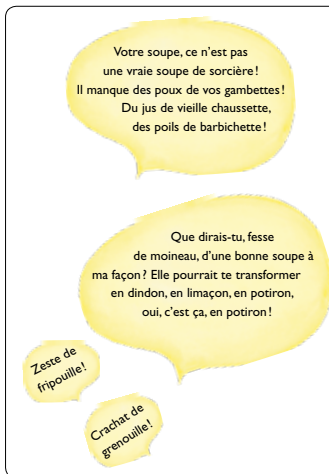 Votre soupe, ce n'est pas
une vraie soupe de sorcière !
Il manque des poux de vos gambettes !
Du jus de vieille chaussette,
des poils de barbichette !
Que dirais-tu, fesse
de moineau, d'une bonne soupe à
ma façon ? Elle pourrait te transformer
en dindon, en limaçon, en potiron,
oui, c'est ça, en potiron !
Zeste de
fripouille !
Crachat de
grenouille !